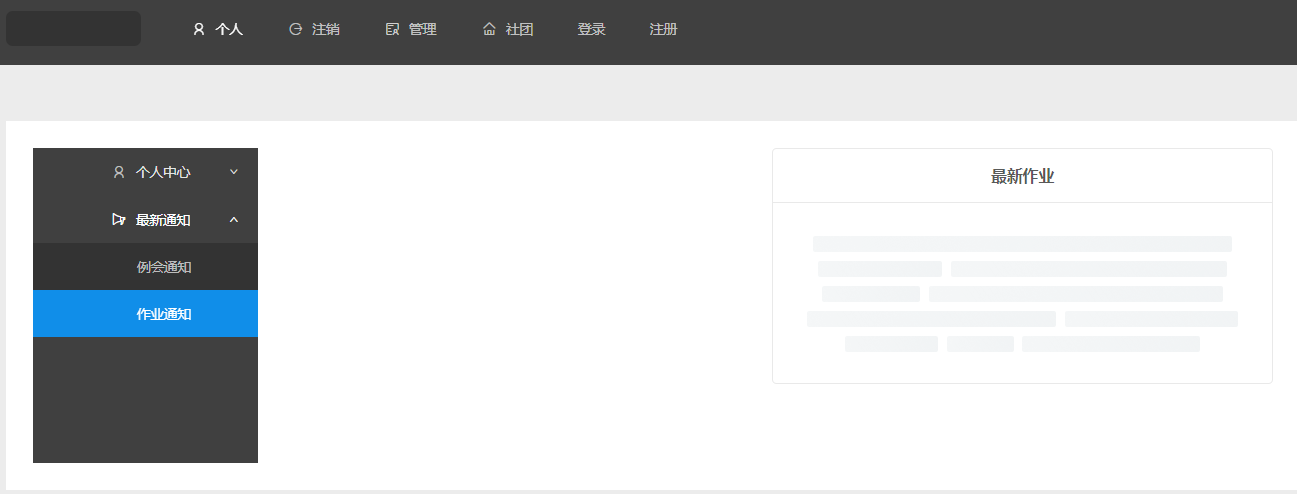 个人 注销 管理 社团 登录 注册
个人中心
最新通知
例会通知
作业通知
最新作业